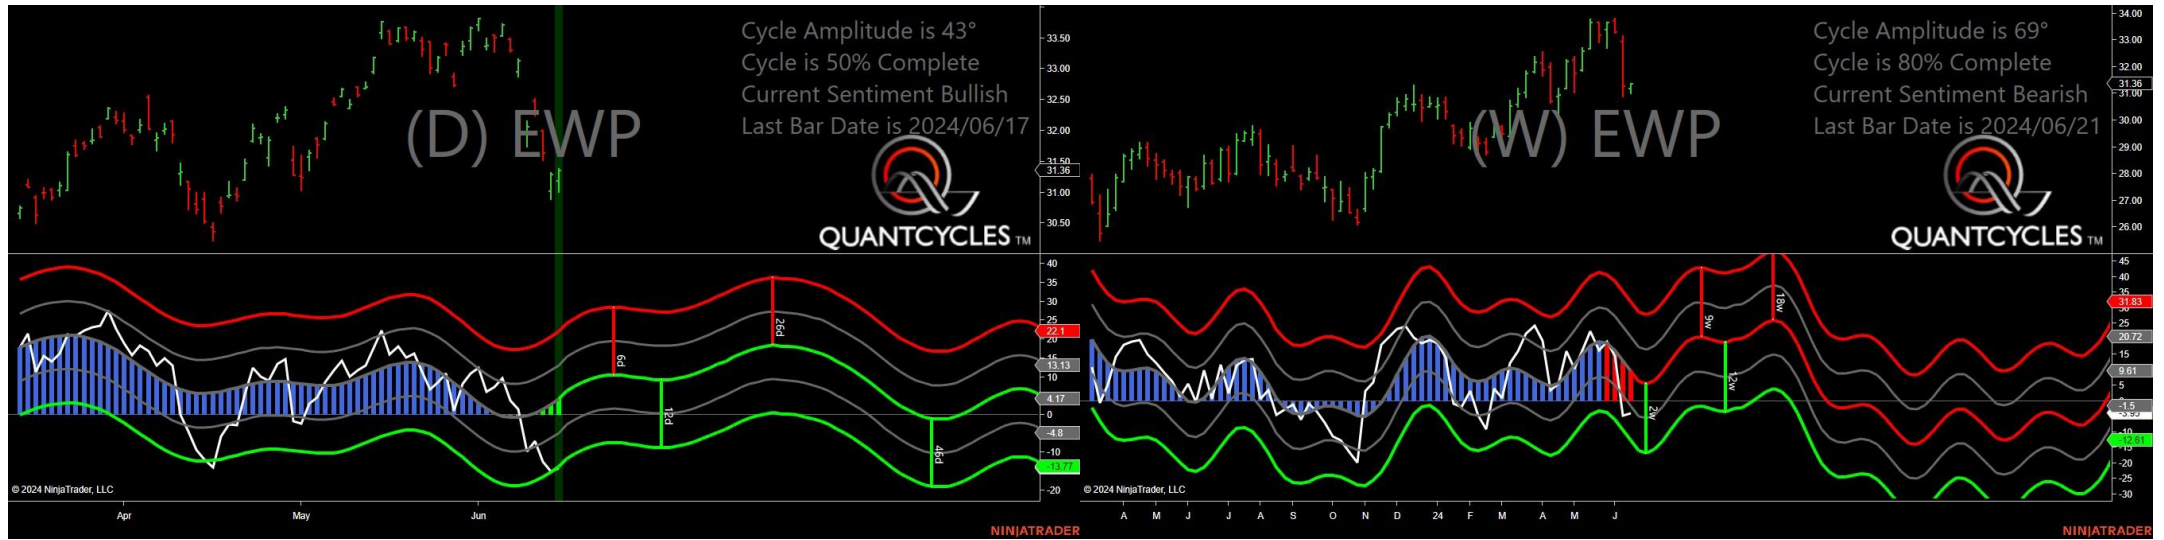 Cycle Amplitude is 43°
Cycle is 50% Complete
Current Sentiment Bullish
Last Bar Date is 2024/06/17
(D) EWP
QUANTCYCLES TM
33.50
33.00
32.50
32.00
31.50
31.36
31.00
30.50
40
35
30
25
22.1
20
15
13.13
10
4.17
0
-4.8
-10
-13.77
-20
6d
12d
26d
46d
© 2024 NinjaTrader, LLC
Apr May Jun
NINJATRADER
Cycle Amplitude is 69°
Cycle is 80% Complete
Current Sentiment Bearish
Last Bar Date is 2024/06/21
(W) EWP
QUANTCYCLES TM
34.00
33.00
32.00
31.36
31.00
30.00
29.00
28.00
27.00
26.00
45
40
35
31.83
30
25
20.72
15
9.61
5
-1.5
-3.95
-10
-12.61
-20
-25
-30
2w
9w
12w
18w
© 2024 NinjaTrader, LLC
A M J J A S O N D 24 F M A M J
NINJATRADER